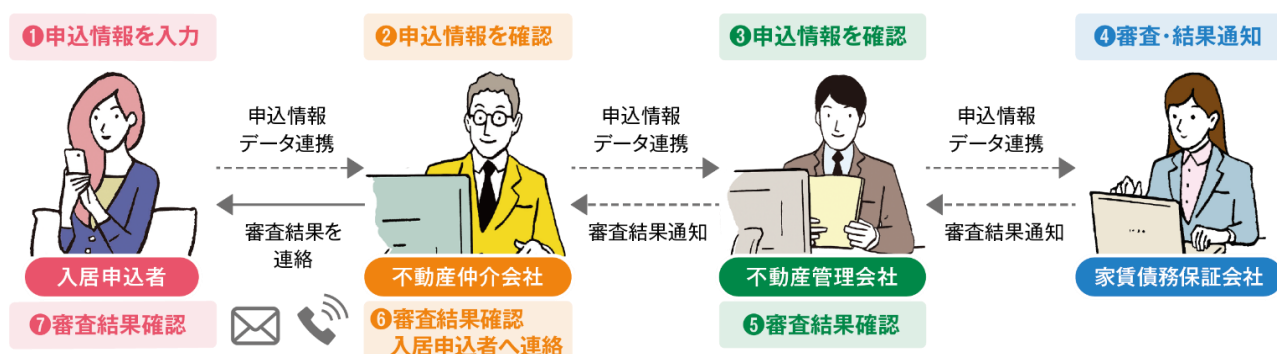 ❶申込情報を入力
❷申込情報を確認
❸申込情報を確認
❹審査・結果通知
申込情報
データ連携
申込情報
データ連携
申込情報
データ連携
審査結果を
連絡
審査結果通知
審査結果通知
入居申込者
不動産仲介会社
不動産管理会社
家賃債務保証会社
❼審査結果確認
❻審査結果確認
入居申込者へ連絡
❺審査結果確認